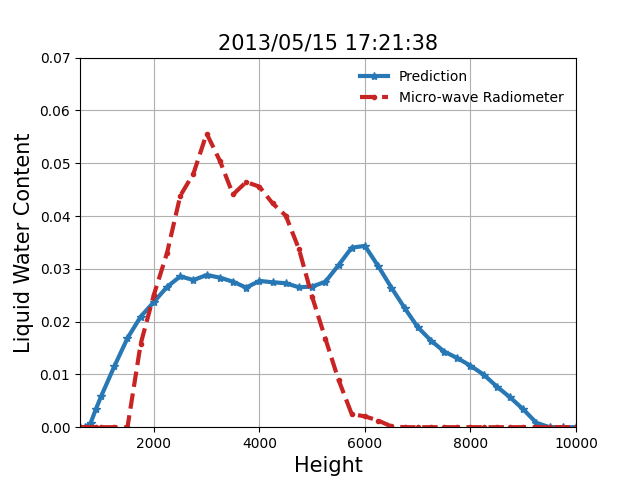 2013/05/15 17:21:38
0.07
0.06
0.05
0.04
0.03
0.02
0.01
0.00
Liquid Water Content
Prediction
Micro-wave Radiometer
2000 4000 6000 8000 10000
Height